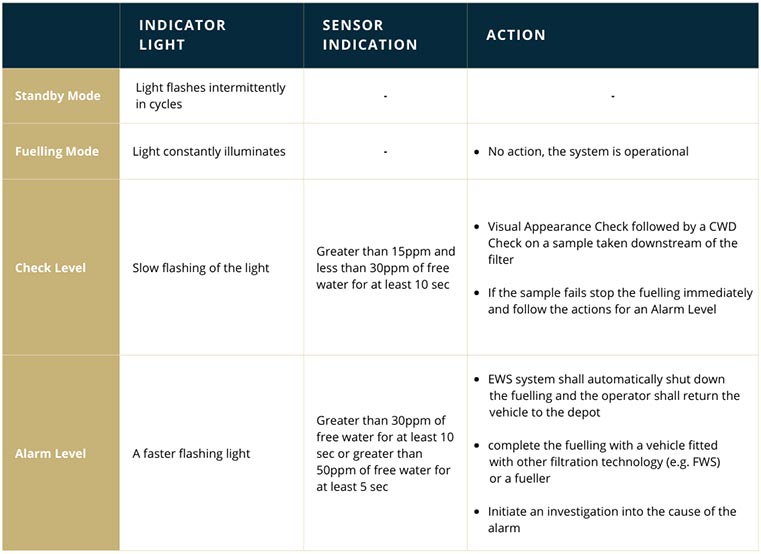 INDICATOR LIGHT
SENSOR INDICATION
ACTION
Standby Mode
Light flashes intermittently
in cycles
-
-
Fuelling Mode
Light constantly illuminates
-
• No action, the system is operational
Check Level
Slow flashing of the light
Greater than 15ppm and
less than 30ppm of free
water for at least 10 sec
• Visual Appearance Check followed by a CWD
Check on a sample taken downstream of the
filter
• If the sample fails stop the fuelling immediately
and follow the actions for an Alarm Level
Alarm Level
A faster flashing light
Greater than 30ppm of
free water for at least 10
sec or greater than
50ppm of free water for
at least 5 sec
• EWS system shall automatically shut down
the fuelling and the operator shall return the
vehicle to the depot
• complete the fuelling with a vehicle fitted
with other filtration technology (e.g. FWS)
or a fueller
• Initiate an investigation into the cause of the
alarm